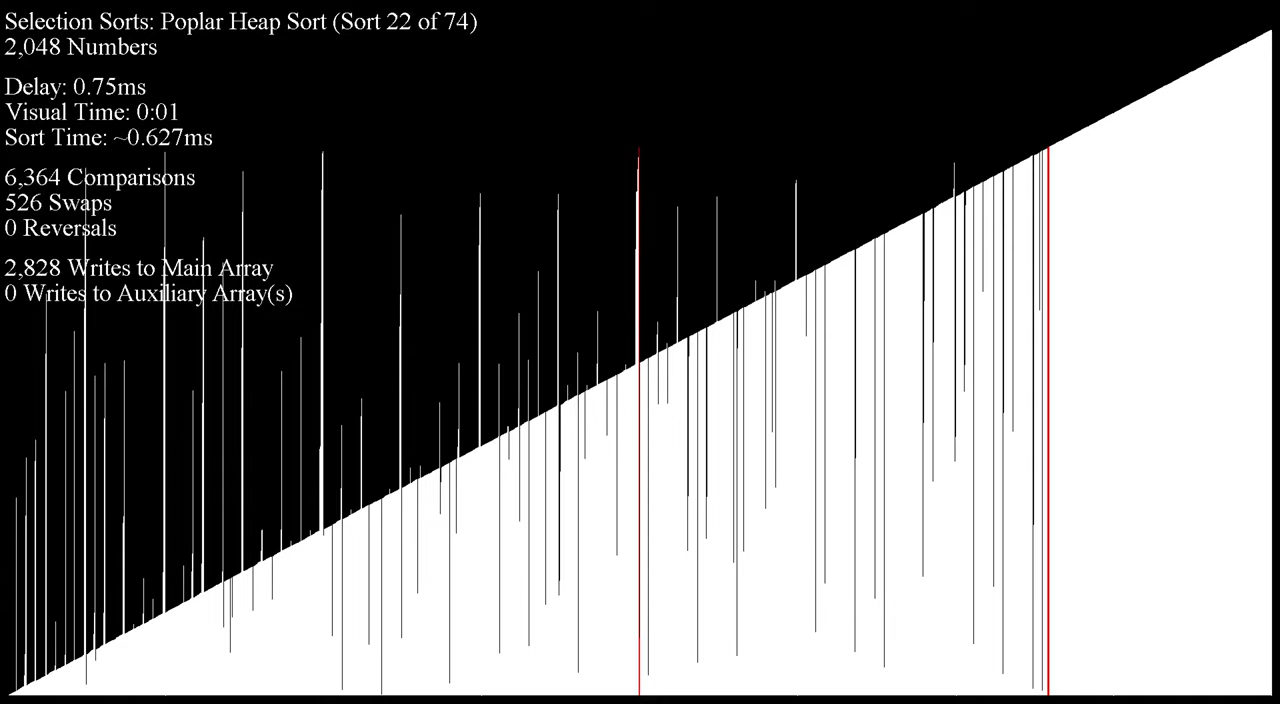 Selection Sorts: Poplar Heap Sort (Sort 22 of 74)
2,048 Numbers
Delay: 0.75ms
Visual Time: 0:01
Sort Time: ~0.627ms
6,364 Comparisons
526 Swaps
0 Reversals
2,828 Writes to Main Array
0 Writes to Auxiliary Array(s)